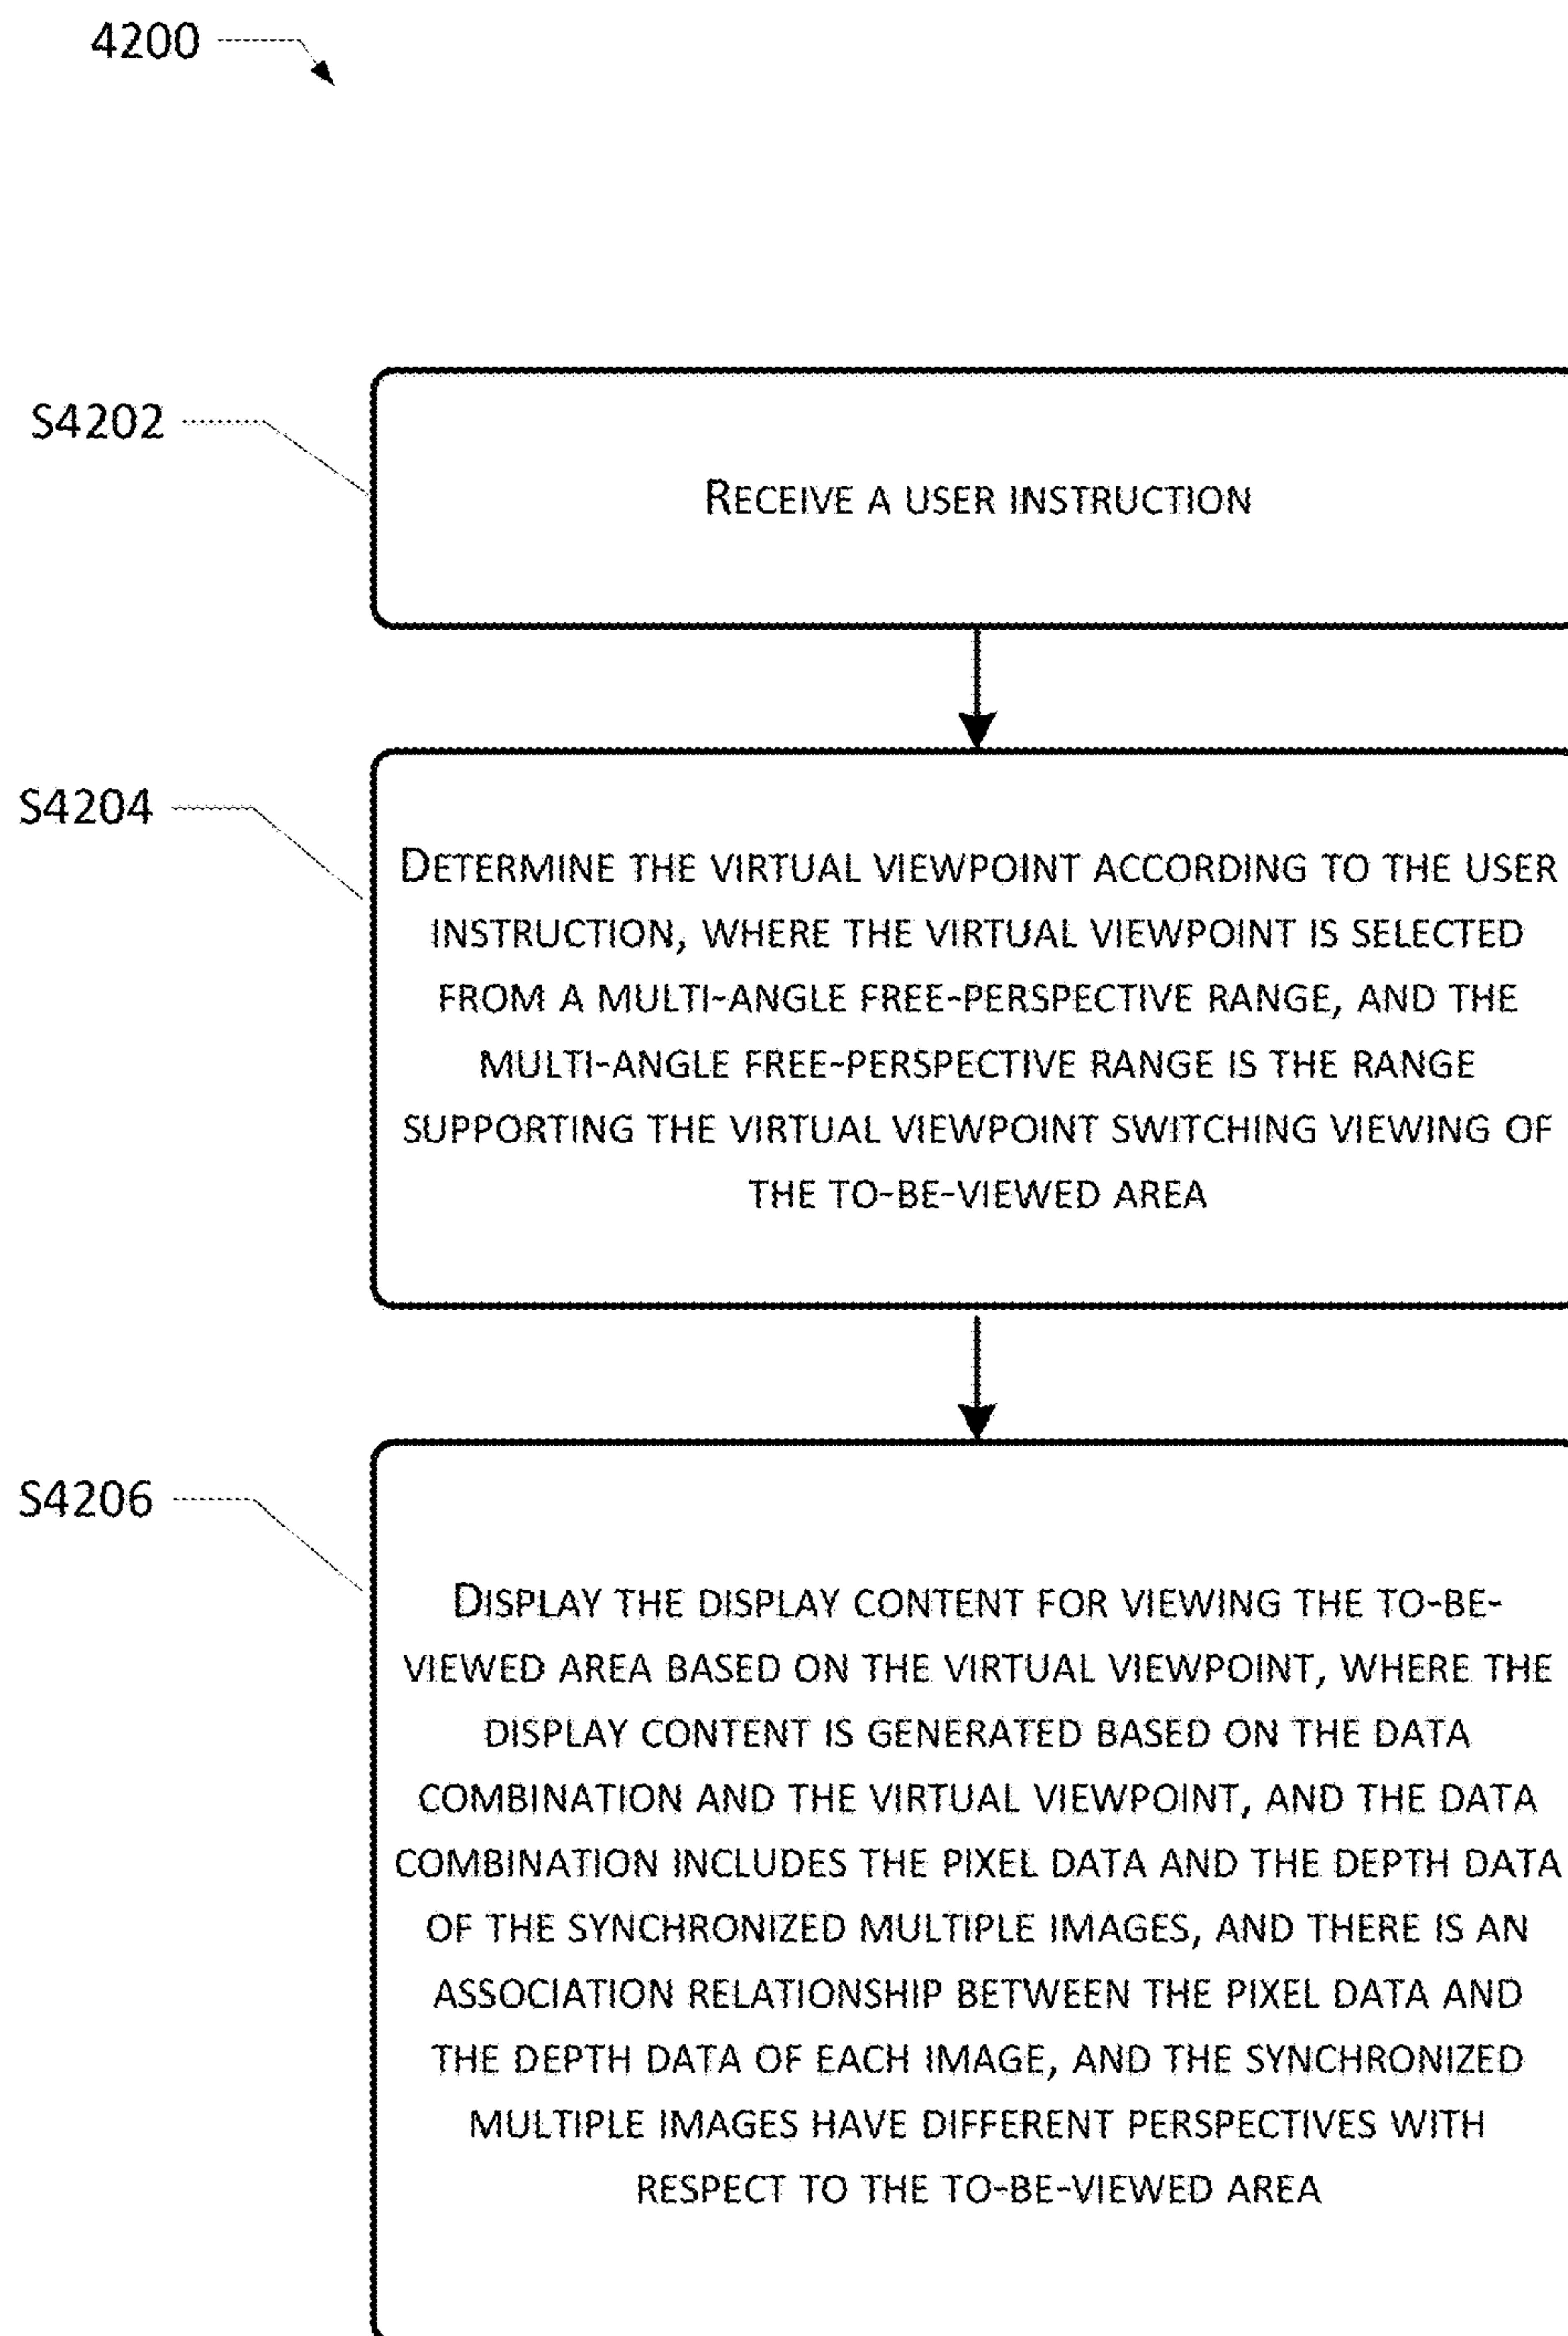 4200
S4202
RECEIVE A USER INSTRUCTION
S4204
DETERMINE THE VIRTUAL VIEWPOINT ACCORDING TO THE USER
INSTRUCTION, WHERE THE VIRTUAL VIEWPOINT IS SELECTED
FROM A MULTI-ANGLE FREE-PERSPECTIVE RANGE, AND THE
MULTI-ANGLE FREE-PERSPECTIVE RANGE IS THE RANGE
SUPPORTING THE VIRTUAL VIEWPOINT SWITCHING VIEWING OF
THE TO-BE-VIEWED AREA
S4206
DISPLAY THE DISPLAY CONTENT FOR VIEWING THE TO-BE-
VIEWED AREA BASED ON THE VIRTUAL VIEWPOINT, WHERE THE
DISPLAY CONTENT IS GENERATED BASED ON THE DATA
COMBINATION AND THE VIRTUAL VIEWPOINT, AND THE DATA
COMBINATION INCLUDES THE PIXEL DATA AND THE DEPTH DATA
OF THE SYNCHRONIZED MULTIPLE IMAGES, AND THERE IS AN
ASSOCIATION RELATIONSHIP BETWEEN THE PIXEL DATA AND
THE DEPTH DATA OF EACH IMAGE, AND THE SYNCHRONIZED
MULTIPLE IMAGES HAVE DIFFERENT PERSPECTIVES WITH
RESPECT TO THE TO-BE-VIEWED AREA